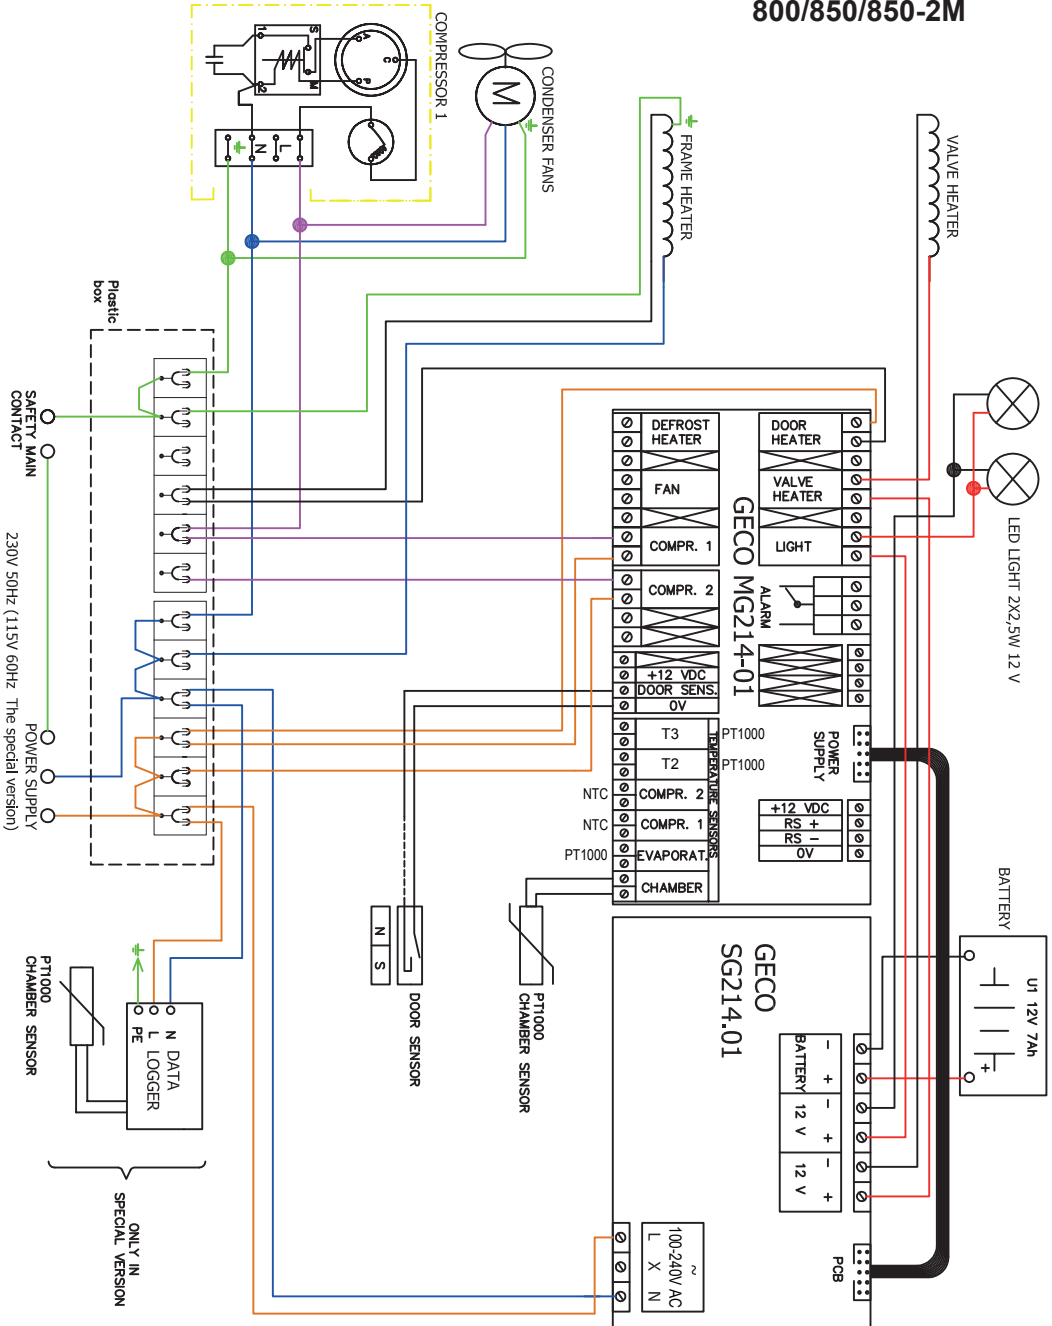 800/850/850-2M
COMPRESSOR 1
1
2
S
M
A
C
P
L
N
CONDENSER FANS
M
FRAME HEATER
VALVE HEATER
LED LIGHT 2X2,5W 12 V
Plastic
box
SAFETY MAIN
CONTACT
230V 50Hz (115V 60Hz The special version)
POWER SUPPLY
DEFROST
HEATER
FAN
COMPR. 1
COMPR. 2
+12 VDC
DOOR SENS.
0V
T3
T2
COMPR. 2
COMPR. 1
EVAPORAT.
CHAMBER
TEMPERATURE SENSORS
PT1000
PT1000
NTC
NTC
PT1000
GECO MG214-01
DOOR
HEATER
VALVE
HEATER
LIGHT
ALARM
POWER
SUPPLY
+12 VDC
RS +
RS -
0V
BATTERY
U1 12V 7Ah
+
GECO
SG214.01
BATTERY
- +
12 V
- +
12 V
- +
PCB
~
100-240V AC
L X N
N
S
DOOR SENSOR
PT1000
CHAMBER SENSOR
PT1000
CHAMBER SENSOR
N
L
PE
DATA
LOGGER
ONLY IN
SPECIAL VERSION